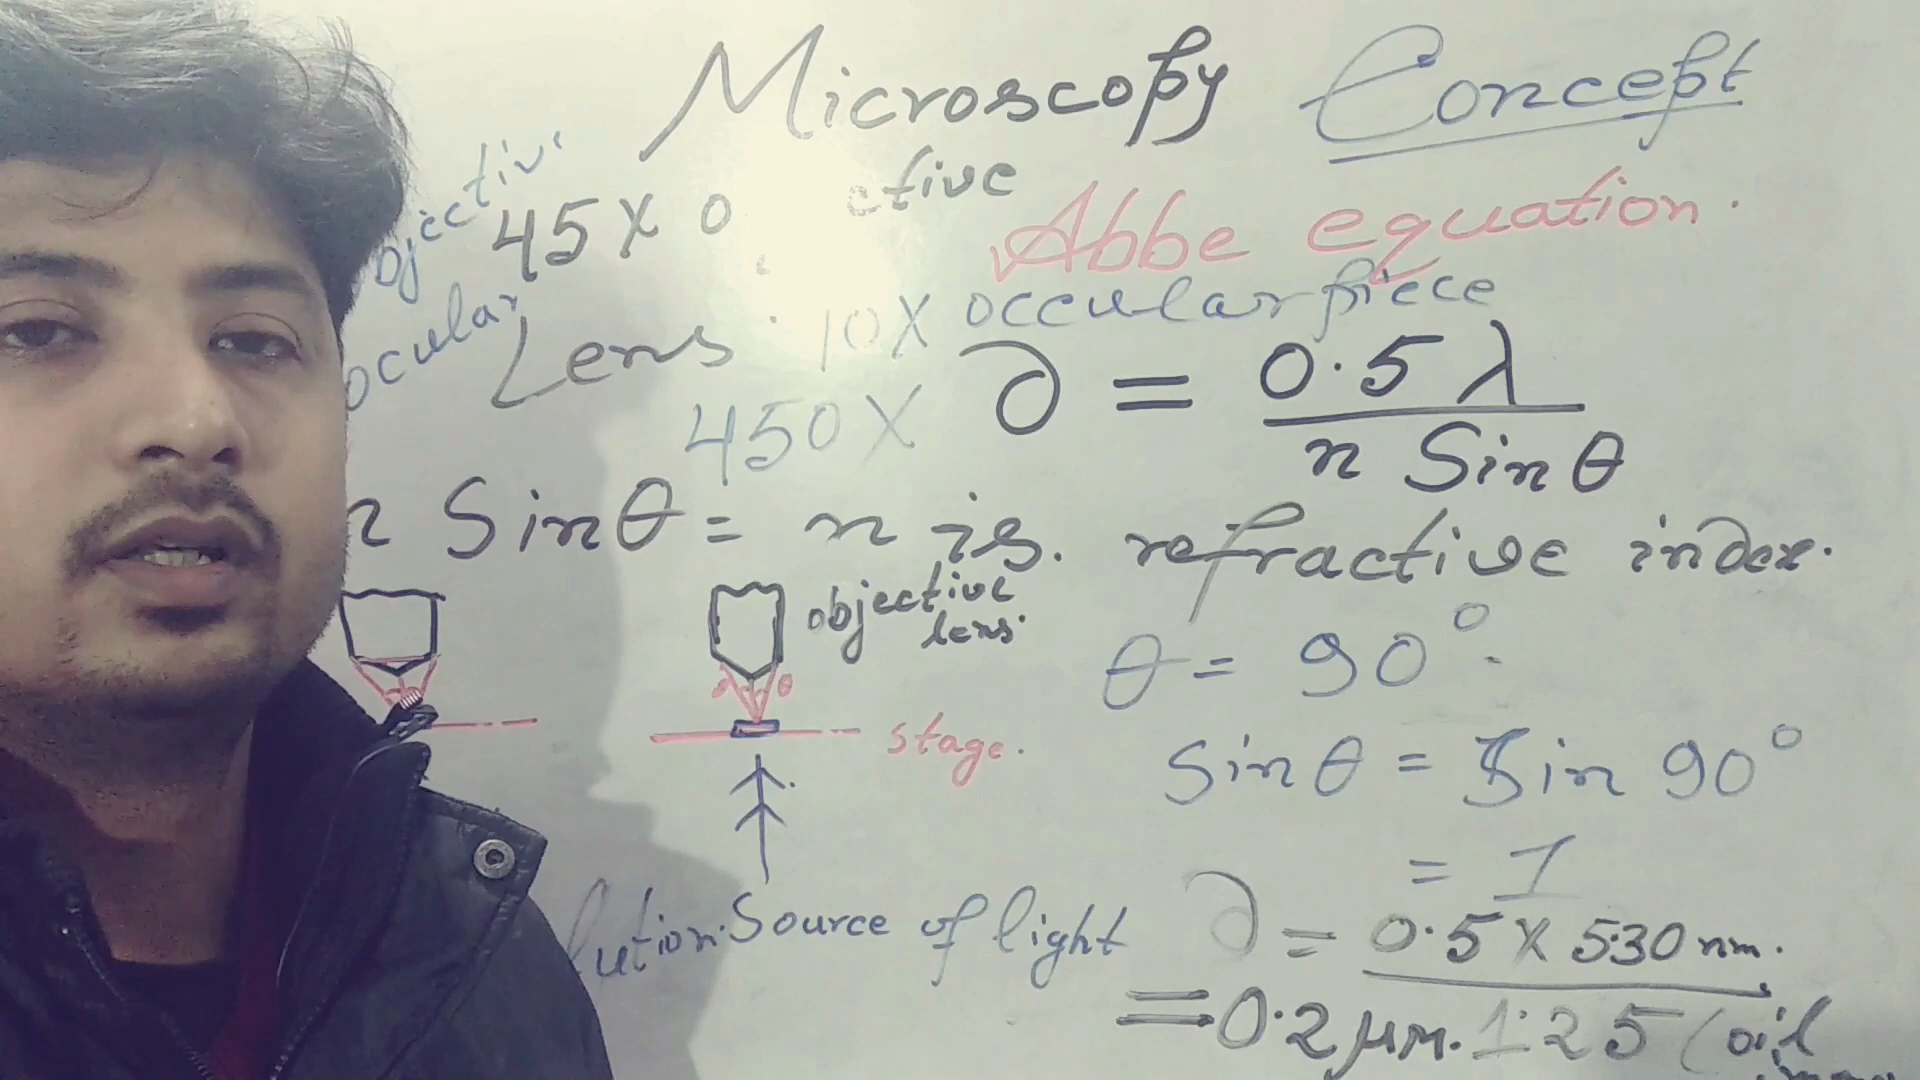 Microscopy Concept
45X
Abbe equation.
Lens
10X occular piece
450X
∂ = 0.5 λ / n Sin θ
n Sin θ = n is. refractive index.
objective lens.
θ θ
stage.
Source of light
θ = 90°.
Sin θ = Sin 90°
= 1
∂ = 0.5 X 530 nm. / 1.25 (oil
= 0.2 μm.